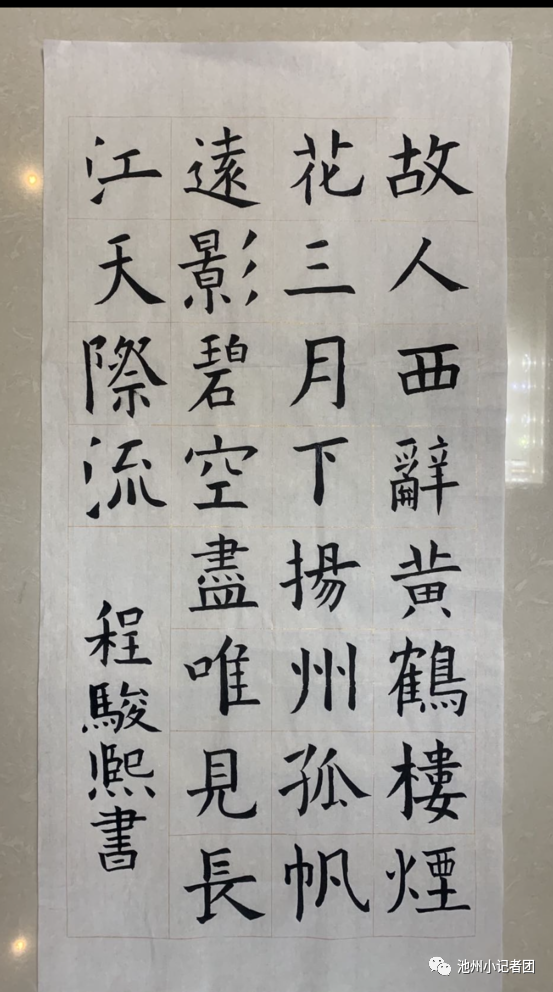 故人西辭黄鶴樓煙
花三月下揚州孤帆
遠影碧空盡唯見長
江天際流
程駿熙書
池州小记者团